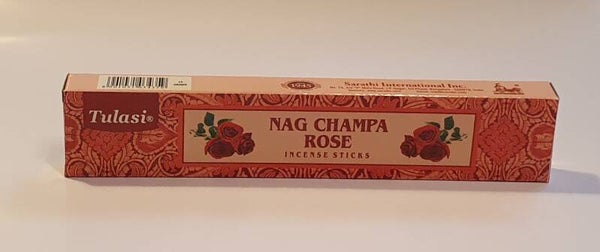 Sarathi International Inc.
Tulasi®
NAG CHAMPA
ROSE
INCENSE STICKS